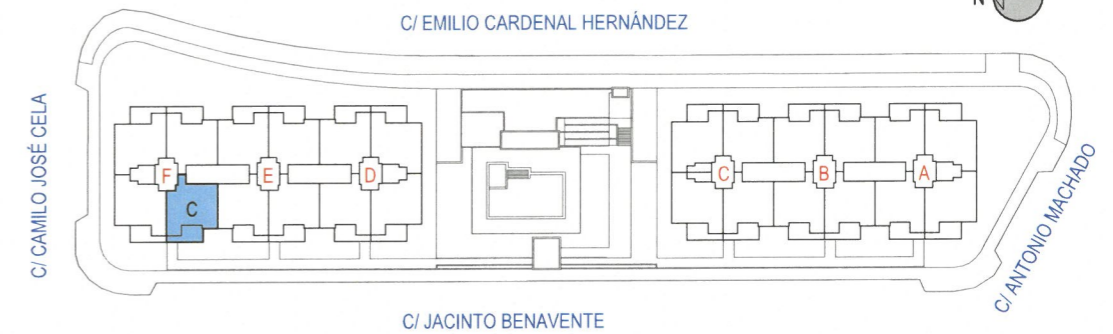 N
C/ EMILIO CARDENAL HERNÁNDEZ
C/ CAMILO JOSÉ CELA
F
E
D
C
B
A
C
C/ ANTONIO MACHADO
C/ JACINTO BENAVENTE